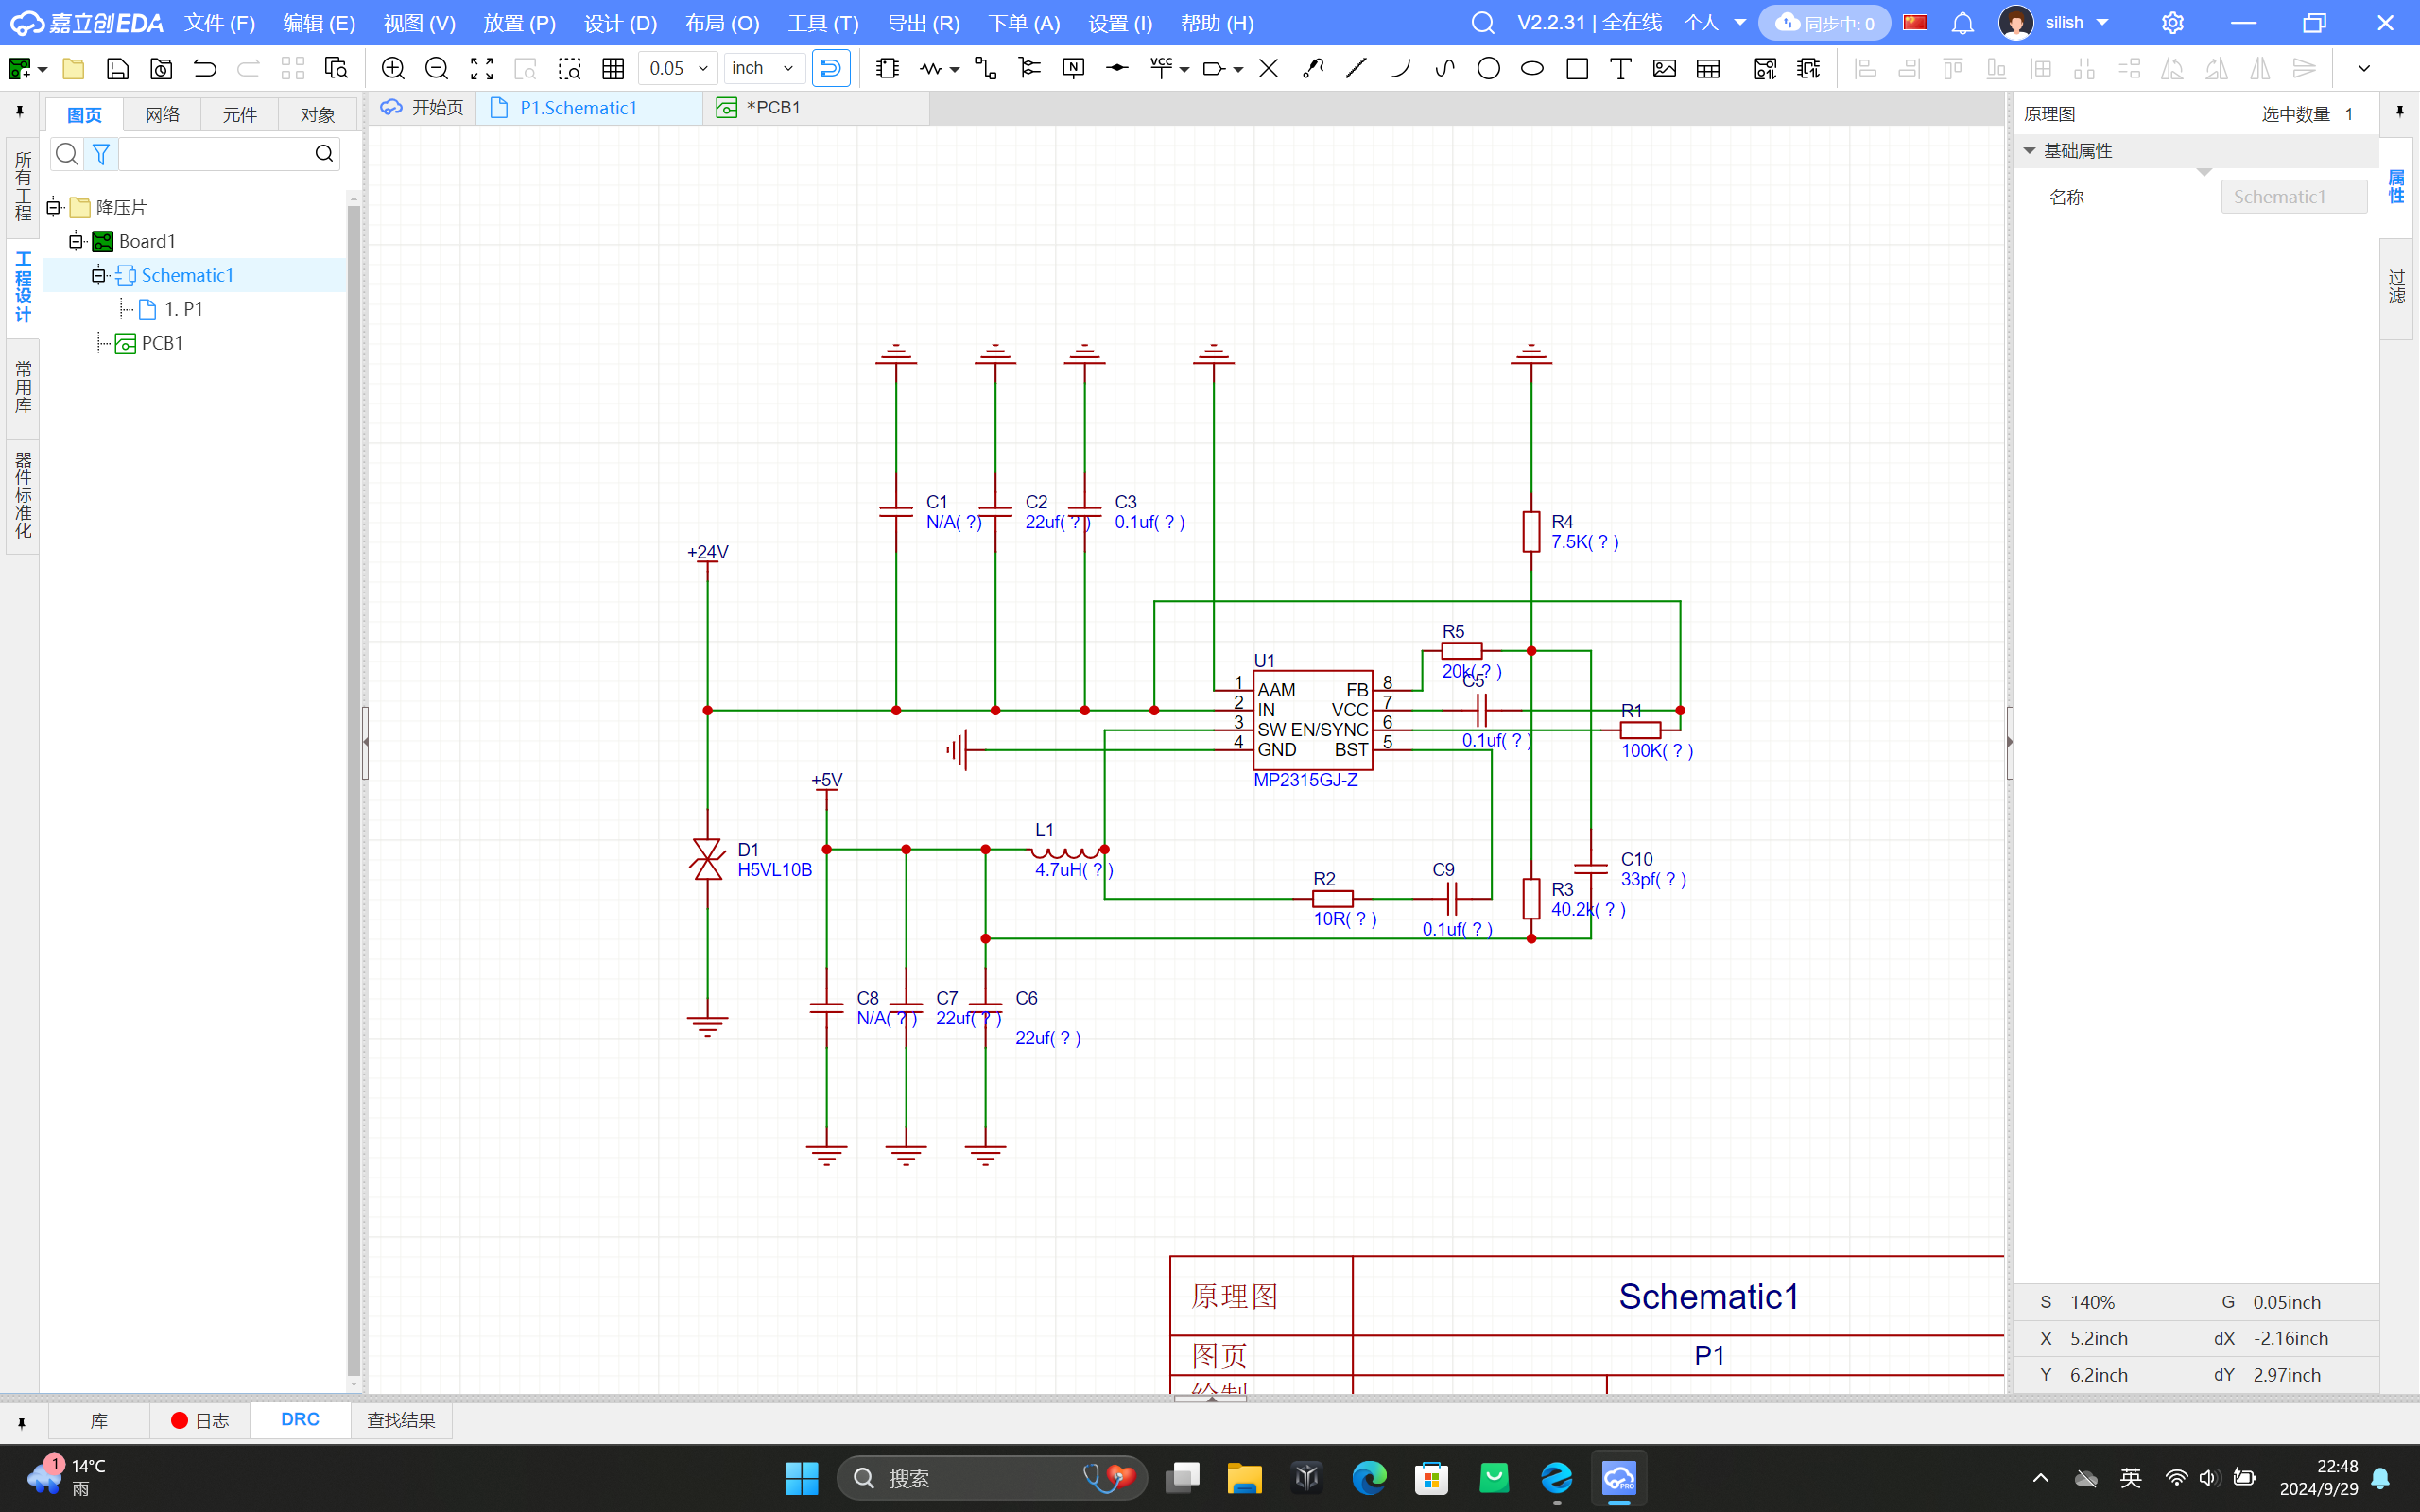 嘉立创EDA 文件 (F) 编辑 (E) 视图 (V) 放置 (P) 设计 (D) 布局 (O) 工具 (T) 导出 (R) 下单 (A) 设置 (I) 帮助 (H) V2.2.31 | 全在线 个人 同步中: 0 silish
0.05 inch N VCC
图页 网络 元件 对象
开始页 P1.Schematic1 *PCB1
原理图 选中数量 1
基础属性
名称 Schematic1
所有工程
工程设计
常用库
器件标准化
属性
过滤
降压片
Board1
Schematic1
1. P1
PCB1
C1
N/A( ?)
C2
22uf( ? )
C3
0.1uf( ? )
R4
7.5K( ? )
+24V
R5
20k( ? )
U1
1 AAM FB 8
2 IN VCC 7
3 SW EN/SYNC 6
4 GND BST 5
MP2315GJ-Z
C5
0.1uf( ? )
R1
100K( ? )
+5V
D1
H5VL10B
L1
4.7uH( ? )
R2
10R( ? )
C9
0.1uf( ? )
R3
40.2k( ? )
C10
33pf( ? )
C8
N/A( ? )
C7
22uf( ? )
C6
22uf( ? )
原理图 Schematic1
图页 P1
绘制
S 140% G 0.05inch
X 5.2inch dX -2.16inch
Y 6.2inch dY 2.97inch
库 日志 DRC 查找结果
1 14°C
雨
搜索
PRO
英
22:48
2024/9/29